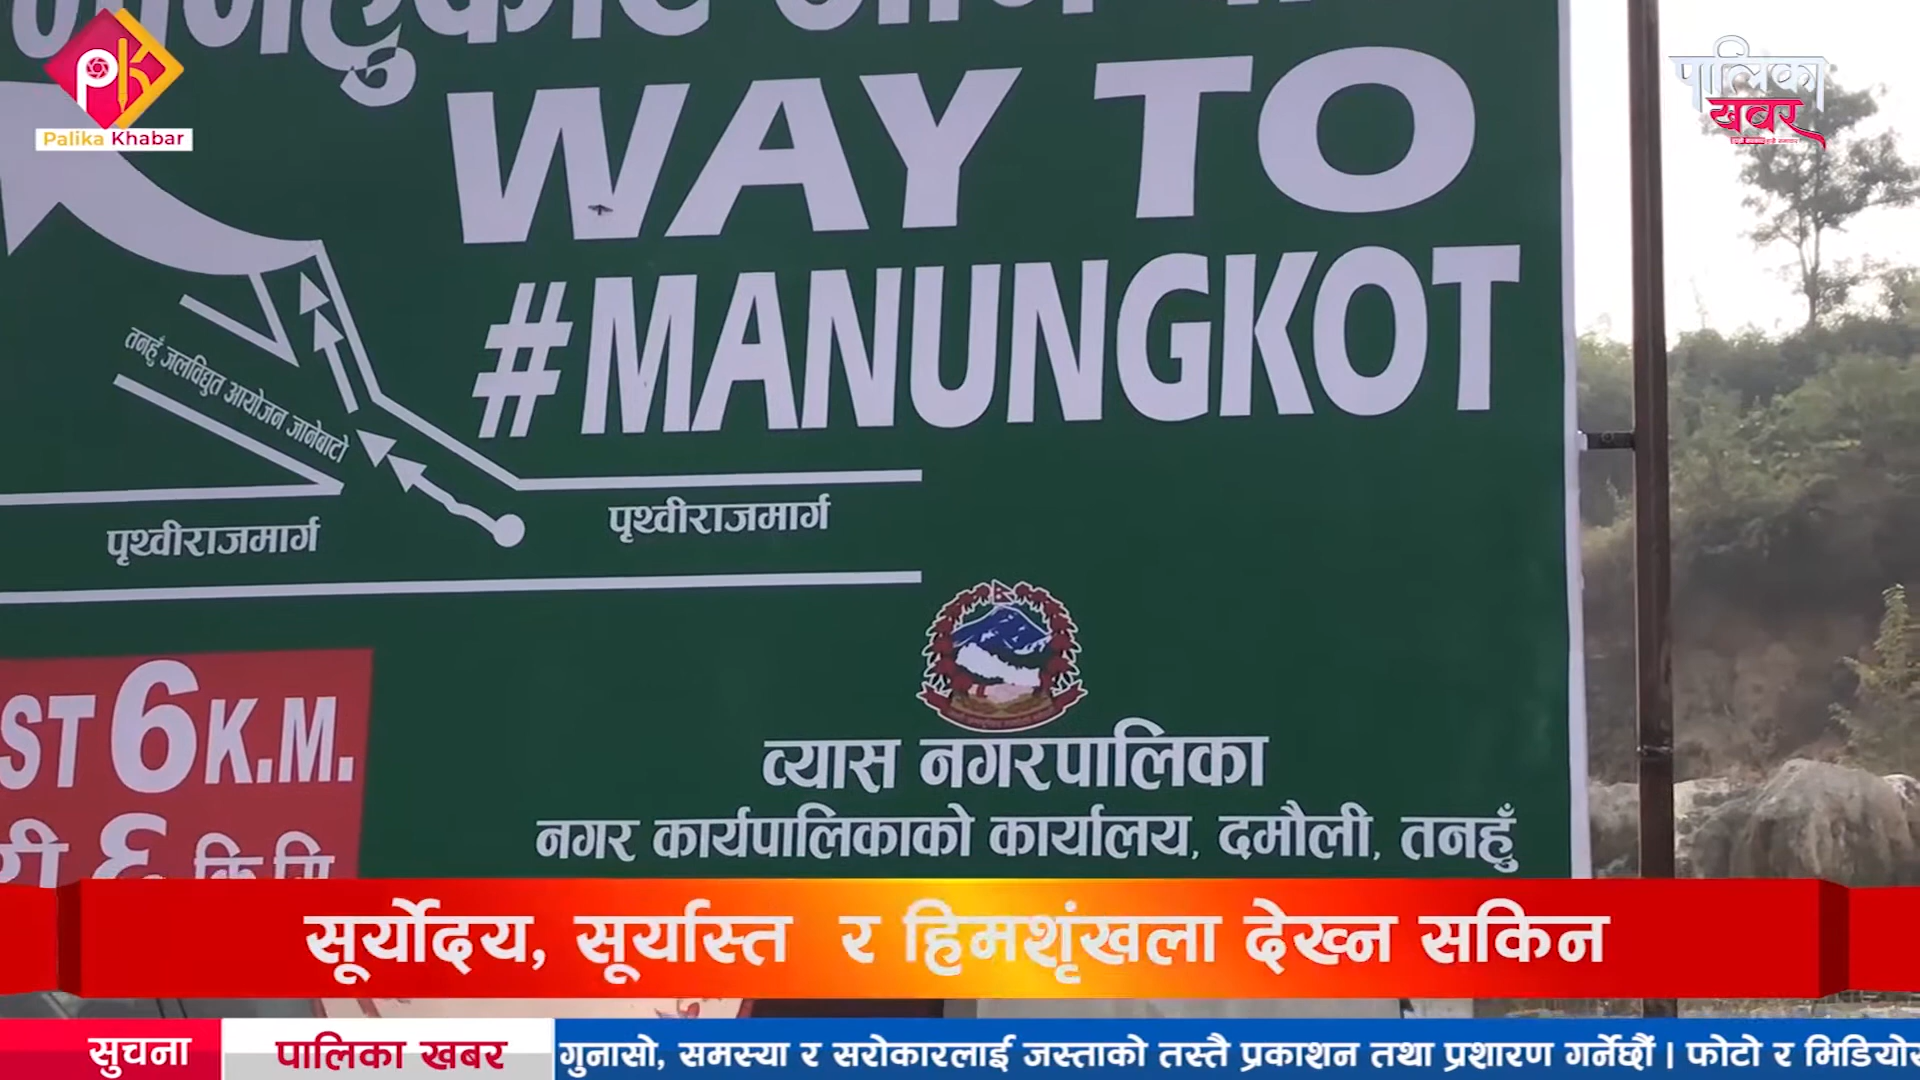 Palika Khabar
पालिका
खबर
WAY TO
#MANUNGKOT
तनहुँ जलविद्युत आयोजन जानेबाटो
पृथ्वीराजमार्ग
पृथ्वीराजमार्ग
6 K.M.
व्यास नगरपालिका
नगर कार्यपालिकाको कार्यालय, दमौली, तनहुँ
सूर्योदय, सूर्यास्त र हिमशृंखला देख्न सकिन
सुचना
पालिका खबर
गुनासो, समस्या र सरोकारलाई जस्ताको तस्तै प्रकाशन तथा प्रशारण गर्नेछौं । फोटो र